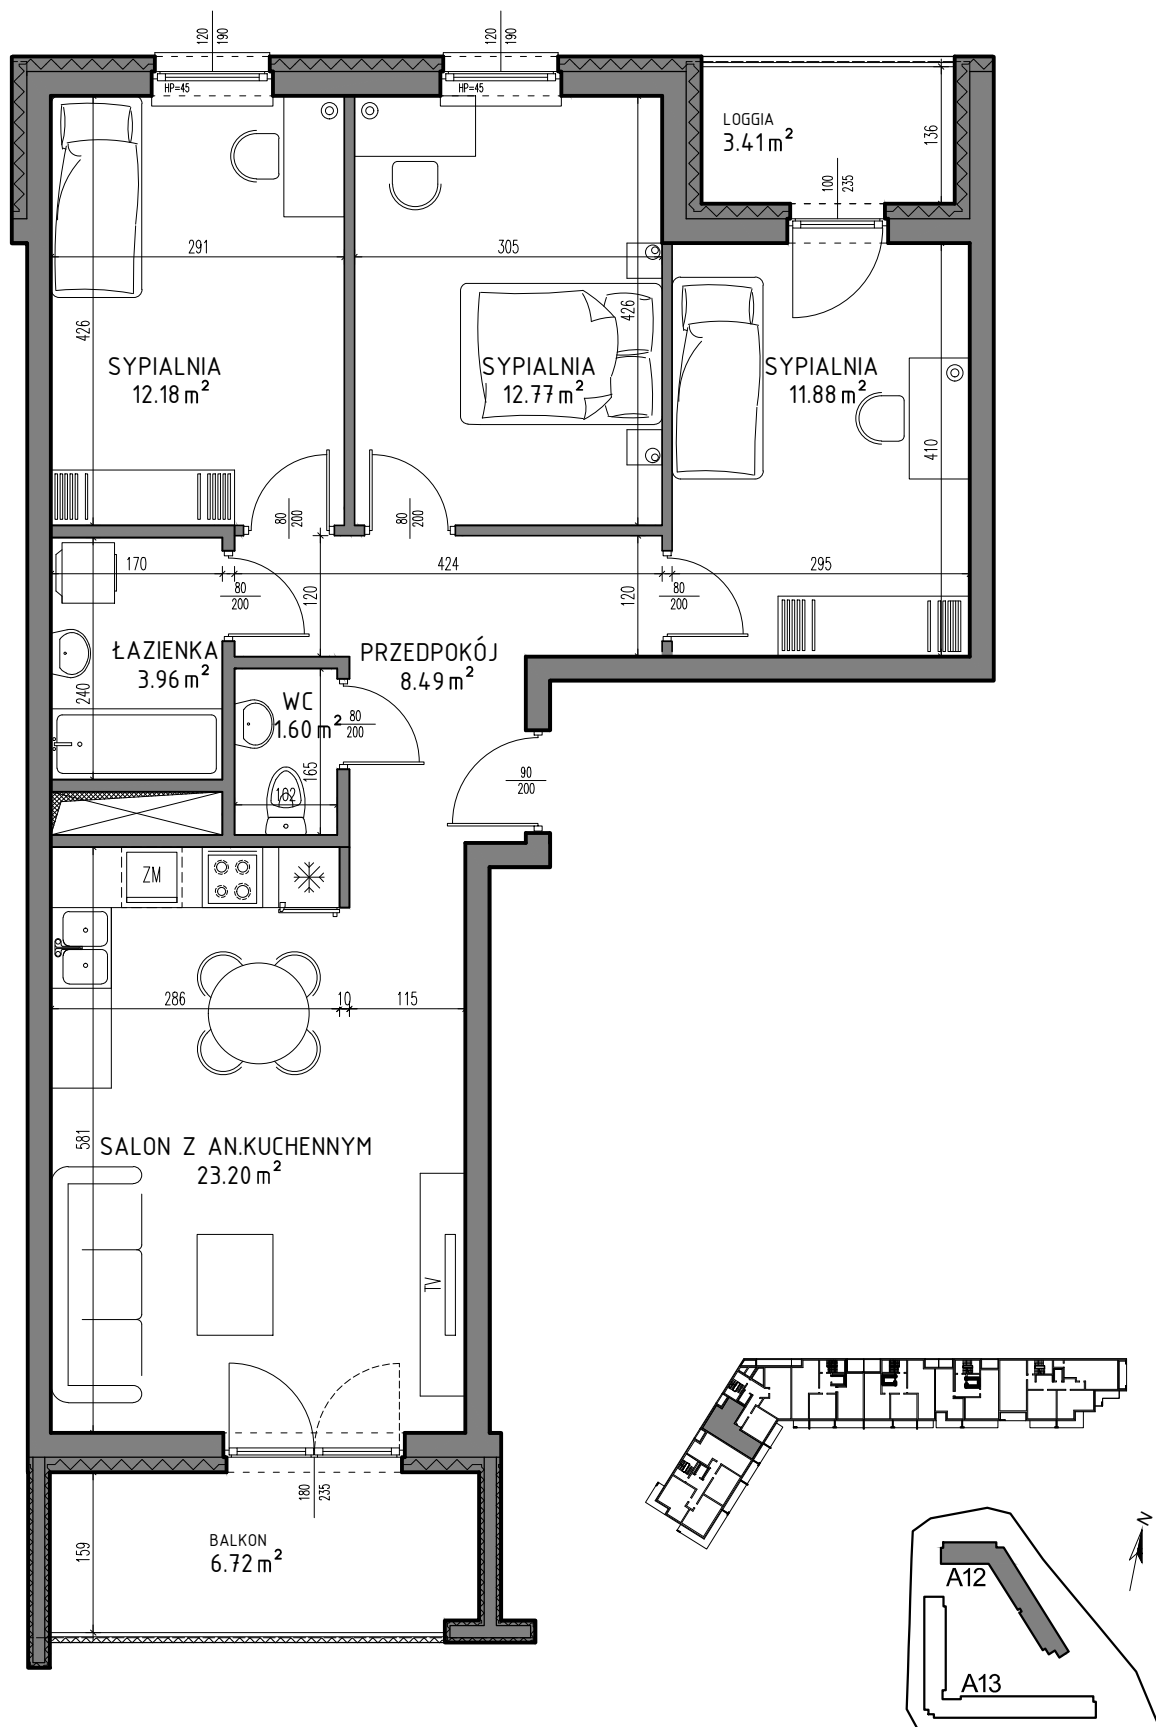 120
190
120
190
HP=45
HP=45
LOGGIA
3.41 m²
136
100
235
291
305
426
426
SYPIALNIA
12.18 m²
SYPIALNIA
12.77 m²
SYPIALNIA
11.88 m²
410
80
200
80
200
170
424
295
80
200
120
120
80
200
ŁAZIENKA
3.96 m²
PRZEDPOKÓJ
8.49 m²
240
WC
1.60 m²
80
200
165
102
90
200
ZM
286
10
115
581
SALON Z AN.KUCHENNYM
23.20 m²
TV
180
235
BALKON
6.72 m²
159
N
A12
A13